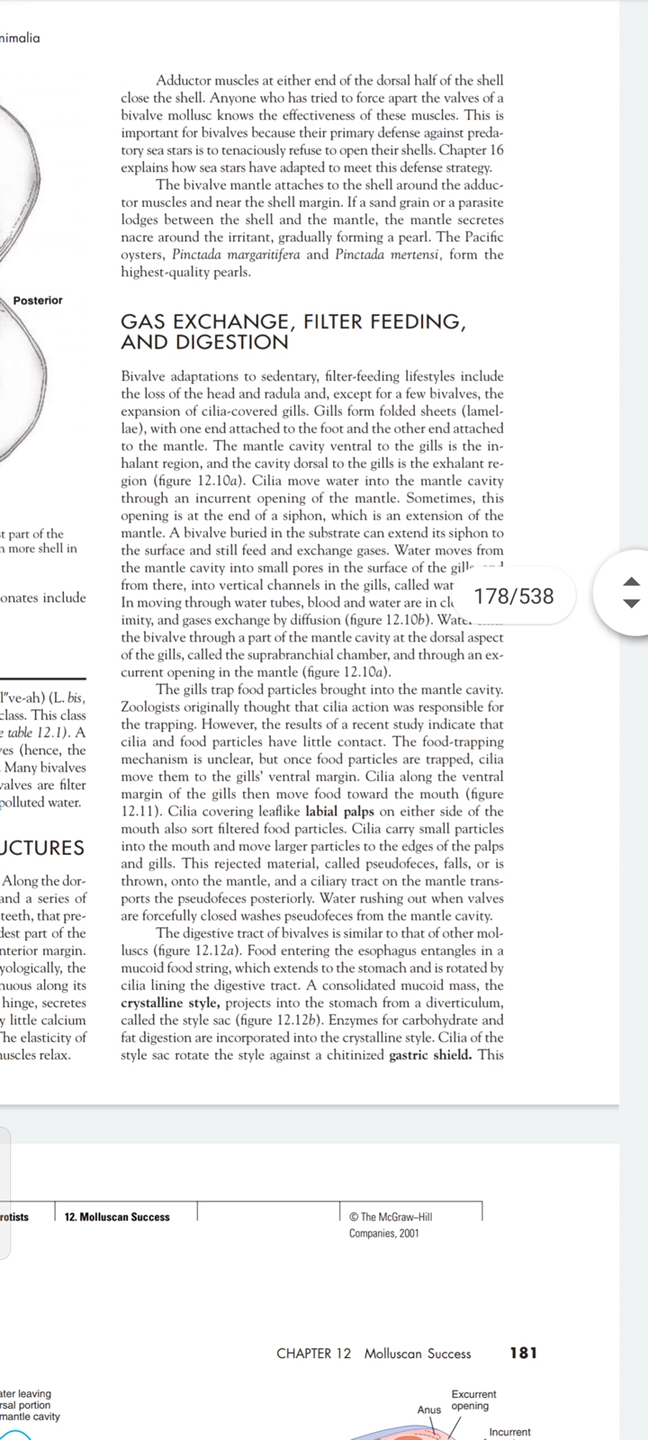 nimalia
Posterior
t part of the
n more shell in
onates include
l"ve-ah) (L. bis,
class. This class
e table 12.1). A
ves (hence, the
. Many bivalves
valves are filter
polluted water.
UCTURES
Along the dor-
and a series of
teeth, that pre-
dest part of the
nterior margin.
yologically, the
nuous along its
hinge, secretes
y little calcium
The elasticity of
nuscles relax.
Adductor muscles at either end of the dorsal half of the shell
close the shell. Anyone who has tried to force apart the valves of a
bivalve mollusc knows the effectiveness of these muscles. This is
important for bivalves because their primary defense against preda-
tory sea stars is to tenaciously refuse to open their shells. Chapter 16
explains how sea stars have adapted to meet this defense strategy.
The bivalve mantle attaches to the shell around the adduc-
tor muscles and near the shell margin. If a sand grain or a parasite
lodges between the shell and the mantle, the mantle secretes
nacre around the irritant, gradually forming a pearl. The Pacific
oysters, Pinctada margaritifera and Pinctada mertensi, form the
highest-quality pearls.
GAS EXCHANGE, FILTER FEEDING,
AND DIGESTION
Bivalve adaptations to sedentary, filter-feeding lifestyles include
the loss of the head and radula and, except for a few bivalves, the
expansion of cilia-covered gills. Gills form folded sheets (lamel-
lae), with one end attached to the foot and the other end attached
to the mantle. The mantle cavity ventral to the gills is the in-
halant region, and the cavity dorsal to the gills is the exhalant re-
gion (figure 12.10a). Cilia move water into the mantle cavity
through an incurrent opening of the mantle. Sometimes, this
opening is at the end of a siphon, which is an extension of the
mantle. A bivalve buried in the substrate can extend its siphon to
the surface and still feed and exchange gases. Water moves from
the mantle cavity into small pores in the surface of the gills
from there, into vertical channels in the gills, called wat
178/538
In moving through water tubes, blood and water are in cl
imity, and gases exchange by diffusion (figure 12.10b). Water
the bivalve through a part of the mantle cavity at the dorsal aspect
of the gills, called the suprabranchial chamber, and through an ex-
current opening in the mantle (figure 12.10a).
The gills trap food particles brought into the mantle cavity.
Zoologists originally thought that cilia action was responsible for
the trapping. However, the results of a recent study indicate that
cilia and food particles have little contact. The food-trapping
mechanism is unclear, but once food particles are trapped, cilia
move them to the gills' ventral margin. Cilia along the ventral
margin of the gills then move food toward the mouth (figure
12.11). Cilia covering leaflike labial palps on either side of the
mouth also sort filtered food particles. Cilia carry small particles
into the mouth and move larger particles to the edges of the palps
and gills. This rejected material, called pseudofeces, falls, or is
thrown, onto the mantle, and a ciliary tract on the mantle trans-
ports the pseudofeces posteriorly. Water rushing out when valves
are forcefully closed washes pseudofeces from the mantle cavity.
The digestive tract of bivalves is similar to that of other mol-
luscs (figure 12.12a). Food entering the esophagus entangles in a
mucoid food string, which extends to the stomach and is rotated by
cilia lining the digestive tract. A consolidated mucoid mass, the
crystalline style, projects into the stomach from a diverticulum,
called the style sac (figure 12.12b). Enzymes for carbohydrate and
fat digestion are incorporated into the crystalline style. Cilia of the
style sac rotate the style against a chitinized gastric shield. This
rotists
12. Molluscan Success
© The McGraw–Hill
Companies, 2001
CHAPTER 12 Molluscan Success 181
ater leaving
rsal portion
mantle cavity
Anus
Excurrent
opening
Incurrent